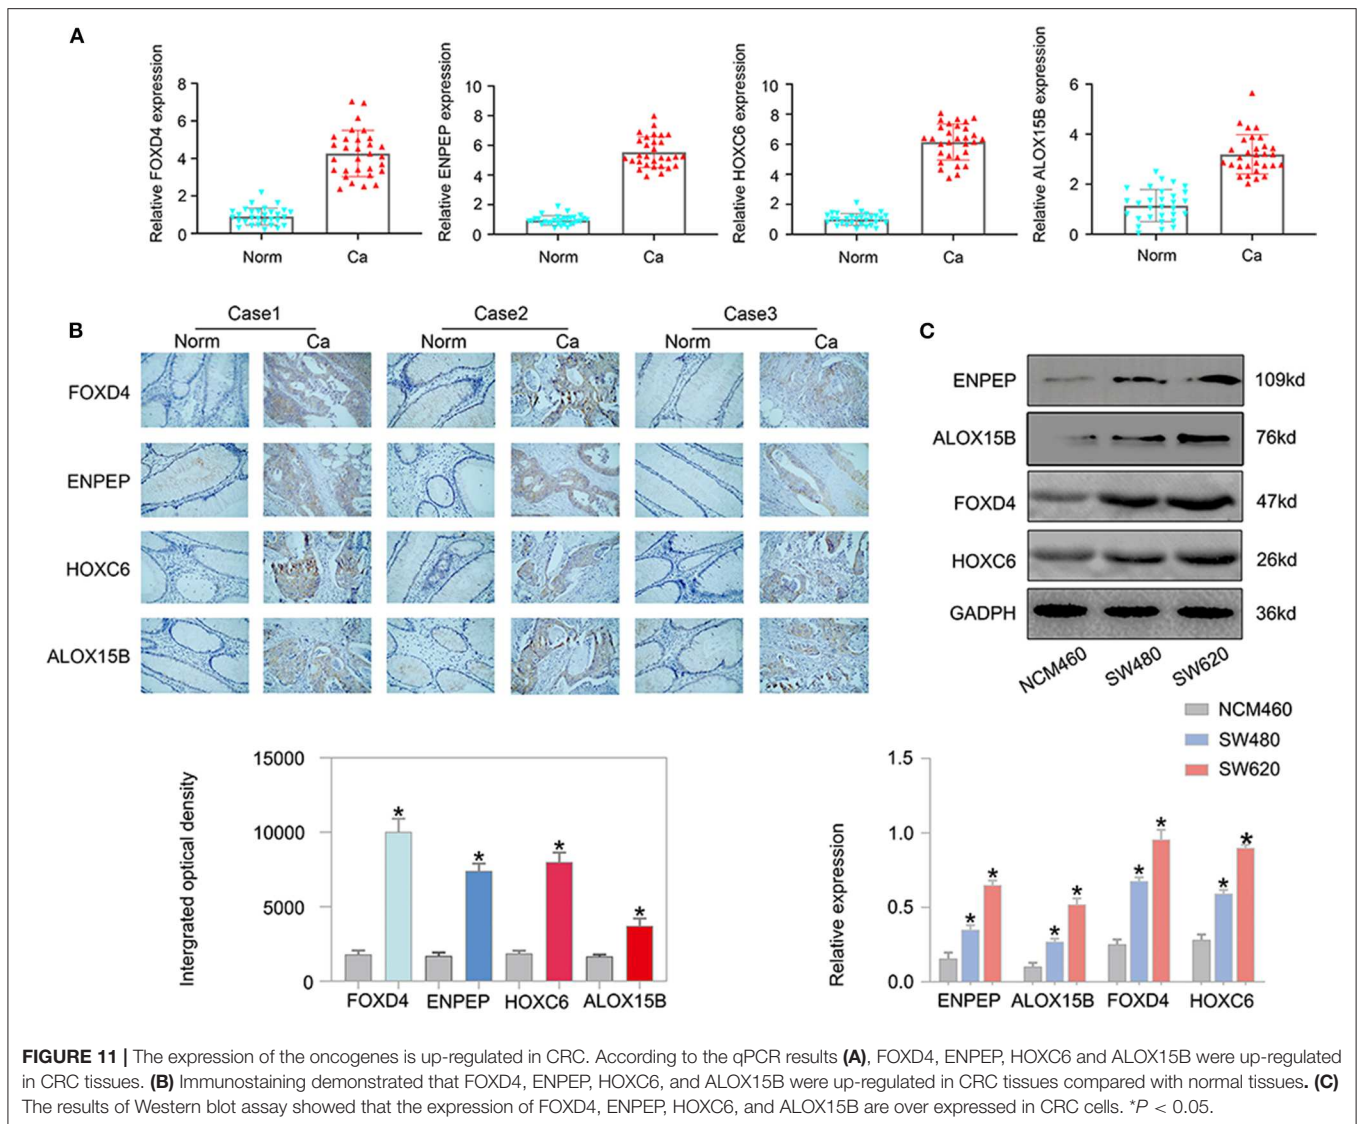 A
Relative FOXD4 expression
8
6
4
2
0
Norm Ca
Relative ENPEP expression
10
8
6
4
2
0
Norm Ca
Relative HOXC6 expression
10
8
6
4
2
0
Norm Ca
Relative ALOX15B expression
6
4
2
0
Norm Ca
B
Case1 Case2 Case3
Norm Ca Norm Ca Norm Ca
FOXD4
ENPEP
HOXC6
ALOX15B
Intergrated optical density
15000
10000
5000
0
* * * *
FOXD4 ENPEP HOXC6 ALOX15B
C
ENPEP 109kd
ALOX15B 76kd
FOXD4 47kd
HOXC6 26kd
GADPH 36kd
NCM460 SW480 SW620
NCM460
SW480
SW620
Relative expression
1.5
1.0
0.5
0.0
* * * * * * * *
ENPEP ALOX15B FOXD4 HOXC6
FIGURE 11 | The expression of the oncogenes is up-regulated in CRC. According to the qPCR results (A), FOXD4, ENPEP, HOXC6 and ALOX15B were up-regulated
in CRC tissues. (B) Immunostaining demonstrated that FOXD4, ENPEP, HOXC6, and ALOX15B were up-regulated in CRC tissues compared with normal tissues. (C)
The results of Western blot assay showed that the expression of FOXD4, ENPEP, HOXC6, and ALOX15B are over expressed in CRC cells. *P < 0.05.